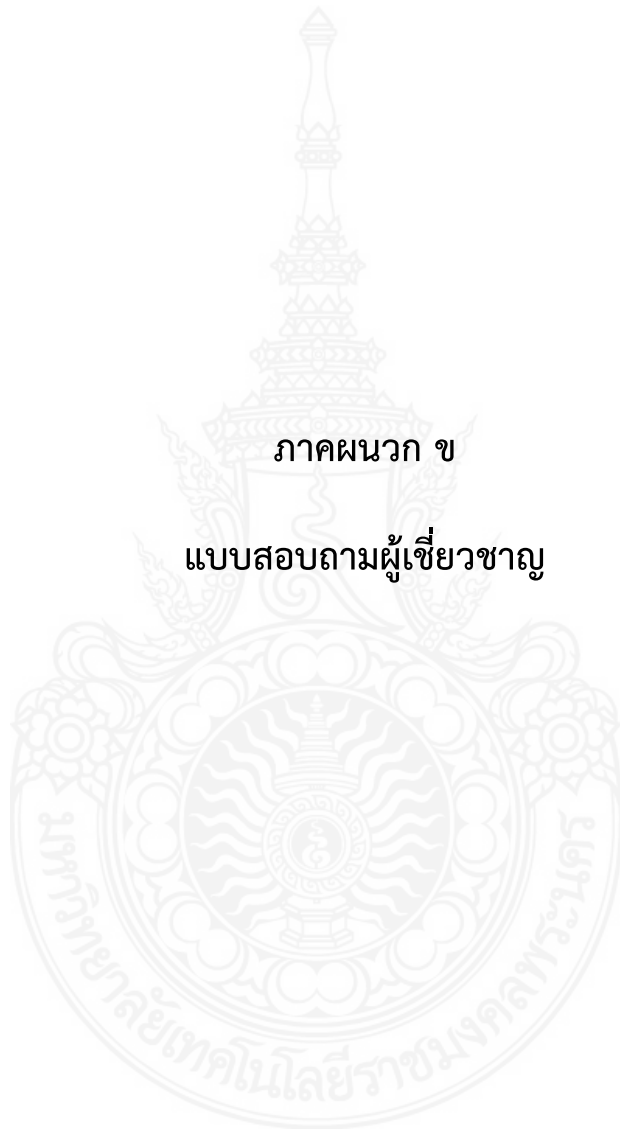 ภาคผนวก ข
แบบสอบถามผู้เชี่ยวชาญ
มหาวิทยาลัยเทคโนโลยีราชมงคลพระนคร